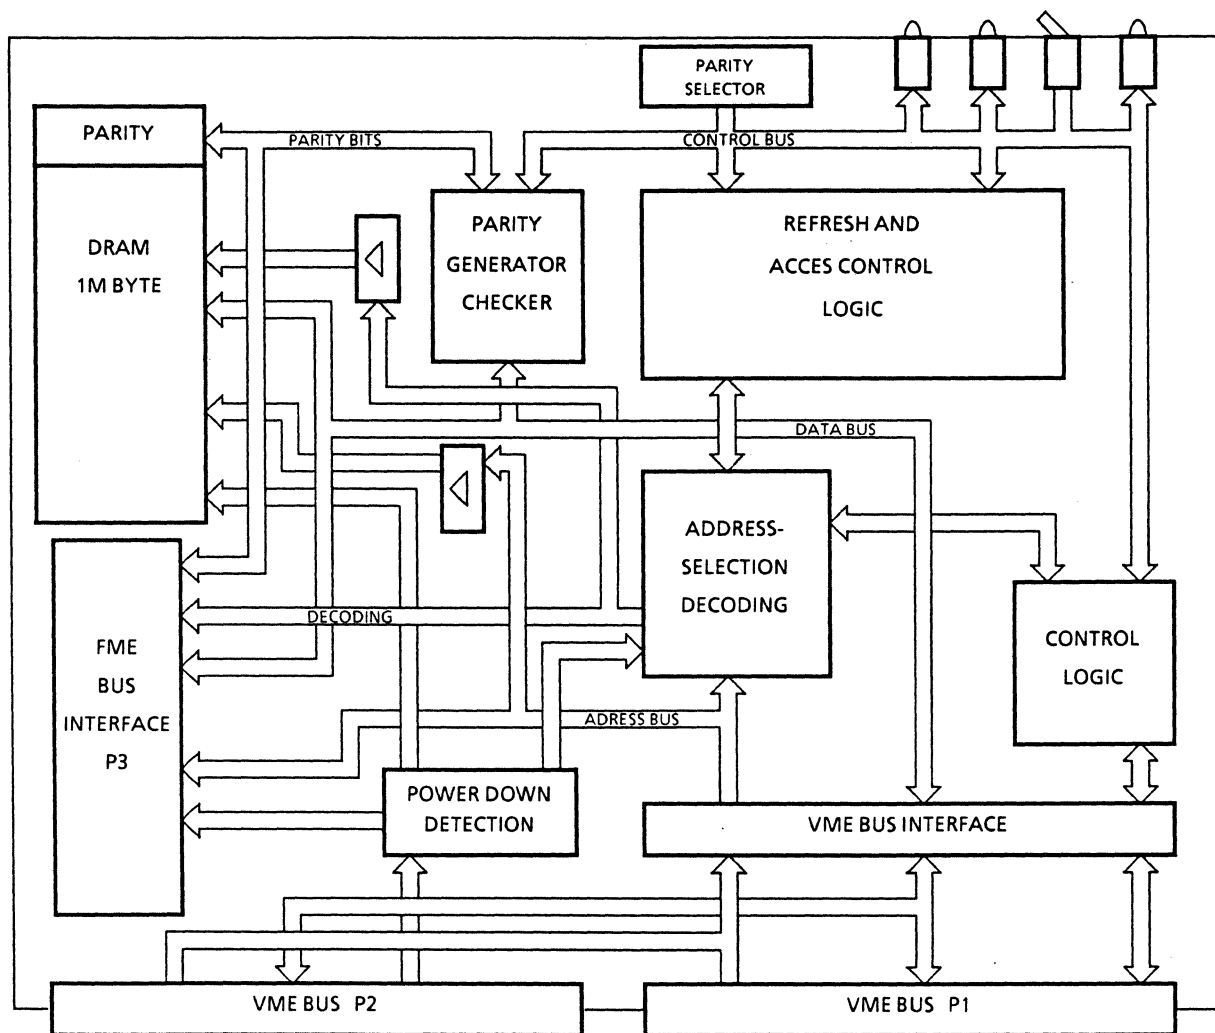 PARITY
SELECTOR
PARITY
PARITY BITS
CONTROL BUS
DRAM
1M BYTE
PARITY
GENERATOR
CHECKER
REFRESH AND
ACCES CONTROL
LOGIC
DATA BUS
ADDRESS-
SELECTION
DECODING
DECODING
FME
BUS
INTERFACE
P3
CONTROL
LOGIC
ADRESS BUS
POWER DOWN
DETECTION
VME BUS INTERFACE
VME BUS P2
VME BUS P1